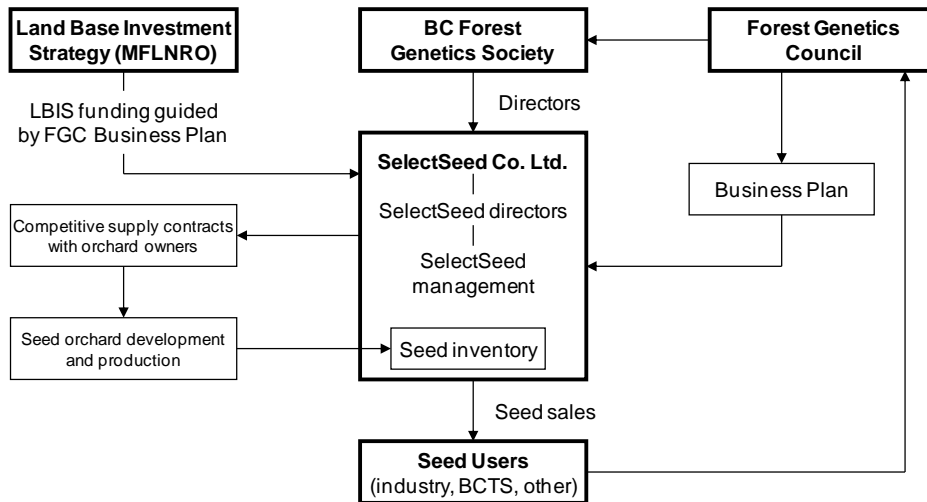 Land Base Investment
Strategy (MFLNRO)
BC Forest
Genetics Society
Forest Genetics
Council
LBIS funding guided
by FGC Business Plan
Directors
SelectSeed Co. Ltd.
SelectSeed directors
SelectSeed
management
Business Plan
Competitive supply contracts
with orchard owners
Seed orchard development
and production
Seed inventory
Seed sales
Seed Users
(industry, BCTS, other)